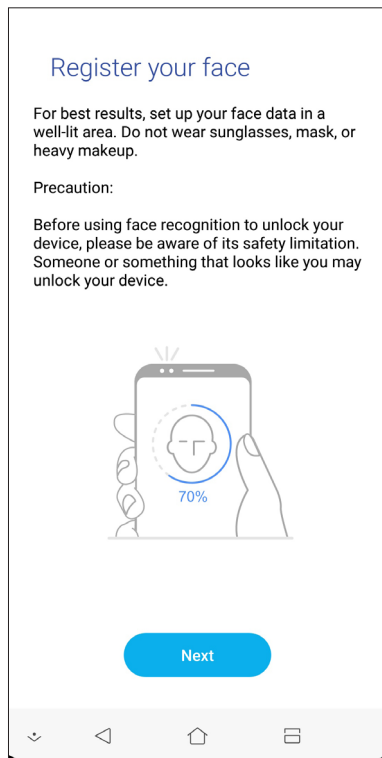 Register your face
For best results, set up your face data in a
well-lit area. Do not wear sunglasses, mask, or
heavy makeup.
Precaution:
Before using face recognition to unlock your
device, please be aware of its safety limitation.
Someone or something that looks like you may
unlock your device.
70%
Next